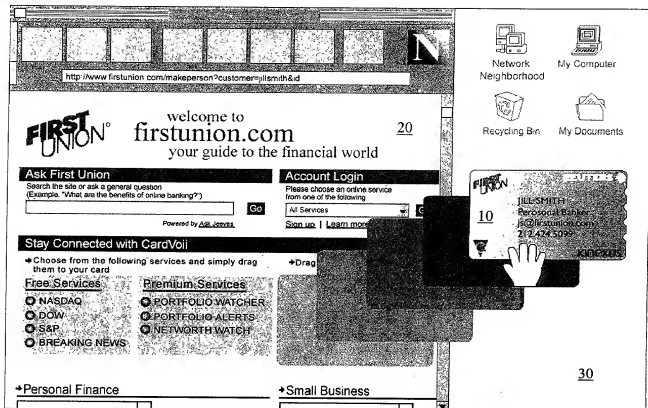 N
http://www.firstunion com/makeperson?customer=jillsmith&id
Network
Neighborhood
My Computer
Recycling Bin
My Documents
FIRST
UNION
welcome to
firstunion.com
your guide to the financial world
20
Ask First Union
Search the site or ask a general question
(Example. "What are the benefits of online banking?")
Go
Powered by Ask Jeeves.
Account Login
Please choose an online service
from one of the following
All Services
G
Sign up | Learn more
Stay Connected with CardVoii
Choose from the following services and simply drag
them to your card
Drag
Free Services
NASDAQ
DOW
S&P
BREAKING NEWS
Premium Services
PORTFOLIO WATCHER
PORTFOLIO ALERTS
NETWORTH WATCH
FIRST
UNION
10
JILL SMITH
Perosonal Banker
js@firstunion.com
212.424.5099
KINEXUS
30
Personal Finance
Small Business